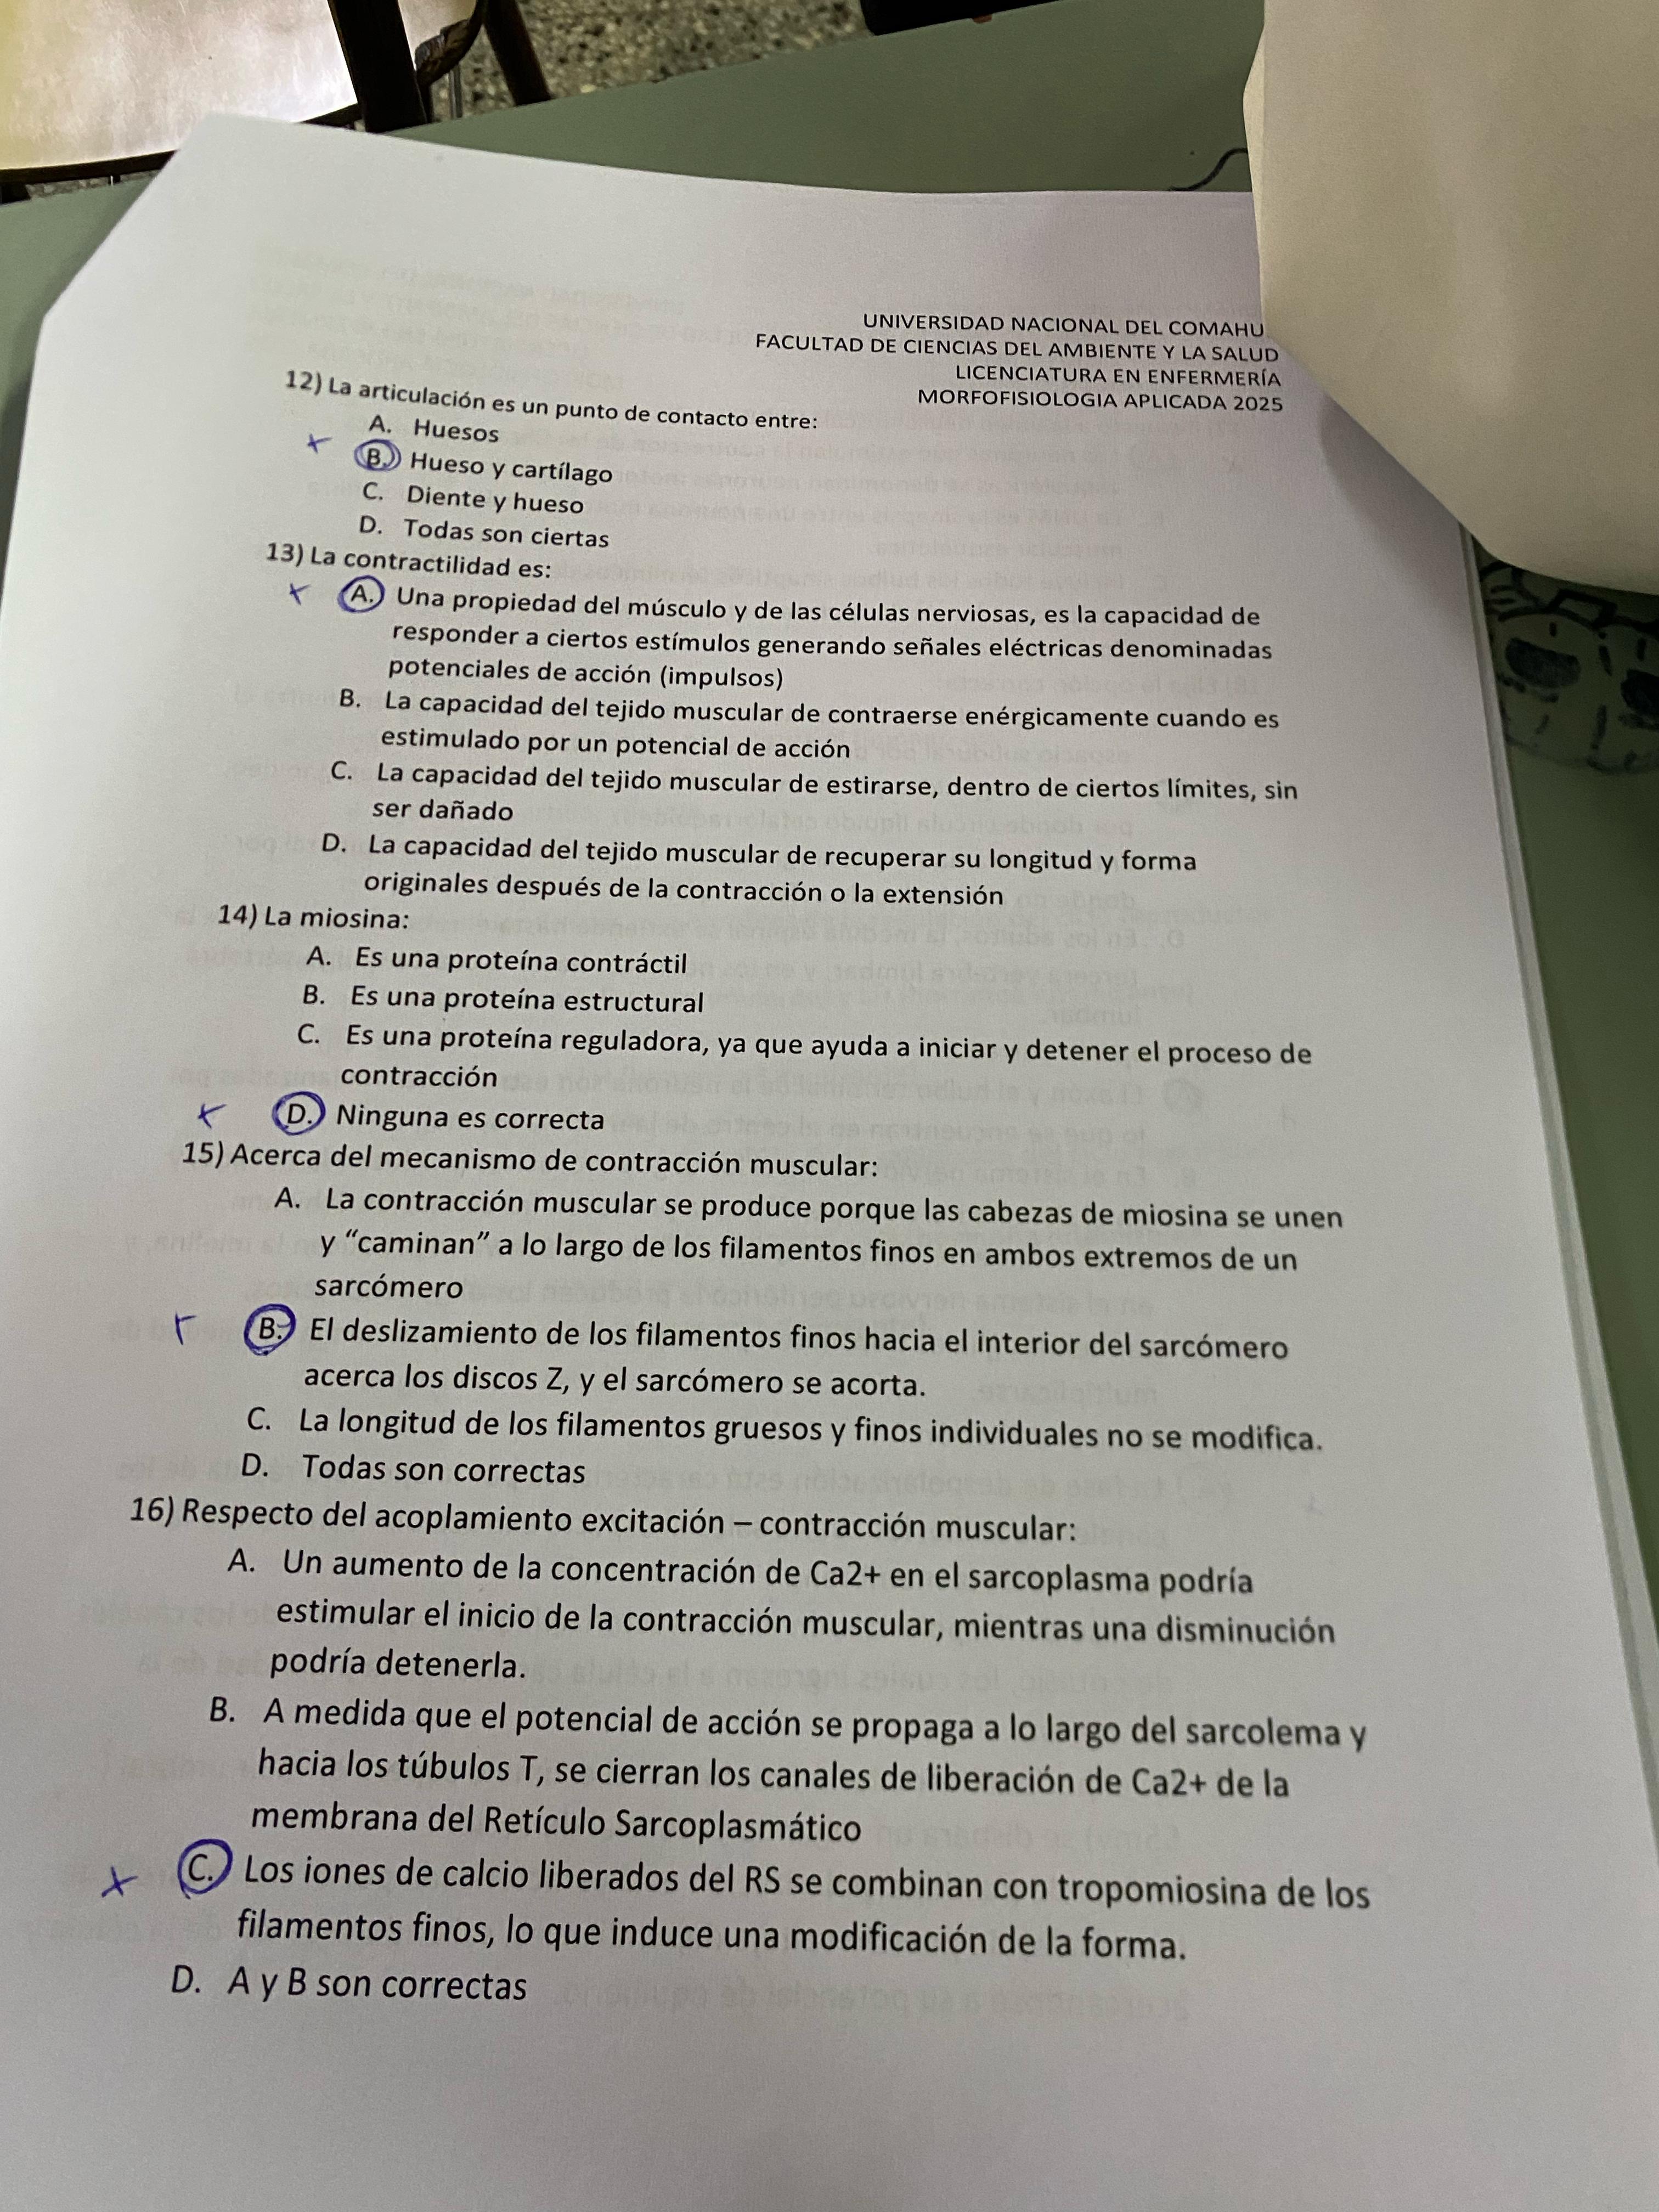 UNIVERSIDAD NACIONAL DEL COMAHU
FACULTAD DE CIENCIAS DEL AMBIENTE Y LA SALUD
LICENCIATURA EN ENFERMERÍA
MORFOFISIOLOGIA APLICADA 2025
12) La articulación es un punto de contacto entre:
A. Huesos
B. Hueso y cartílago
C. Diente y hueso
D. Todas son ciertas
13) La contractilidad es:
A. Una propiedad del músculo y de las células nerviosas, es la capacidad de
responder a ciertos estímulos generando señales eléctricas denominadas
potenciales de acción (impulsos)
B. La capacidad del tejido muscular de contraerse enérgicamente cuando es
estimulado por un potencial de acción
C. La capacidad del tejido muscular de estirarse, dentro de ciertos límites, sin
ser dañado
D. La capacidad del tejido muscular de recuperar su longitud y forma
originales después de la contracción o la extensión
14) La miosina:
A. Es una proteína contráctil
B. Es una proteína estructural
C. Es una proteína reguladora, ya que ayuda a iniciar y detener el proceso de
contracción
D. Ninguna es correcta
15) Acerca del mecanismo de contracción muscular:
A. La contracción muscular se produce porque las cabezas de miosina se unen
y “caminan” a lo largo de los filamentos finos en ambos extremos de un
sarcómero
B. El deslizamiento de los filamentos finos hacia el interior del sarcómero
acerca los discos Z, y el sarcómero se acorta.
C. La longitud de los filamentos gruesos y finos individuales no se modifica.
D. Todas son correctas
16) Respecto del acoplamiento excitación – contracción muscular:
A. Un aumento de la concentración de Ca2+ en el sarcoplasma podría
estimular el inicio de la contracción muscular, mientras una disminución
podría detenerla.
B. A medida que el potencial de acción se propaga a lo largo del sarcolema y
hacia los túbulos T, se cierran los canales de liberación de Ca2+ de la
membrana del Retículo Sarcoplasmático
C. Los iones de calcio liberados del RS se combinan con tropomiosina de los
filamentos finos, lo que induce una modificación de la forma.
D. A y B son correctas